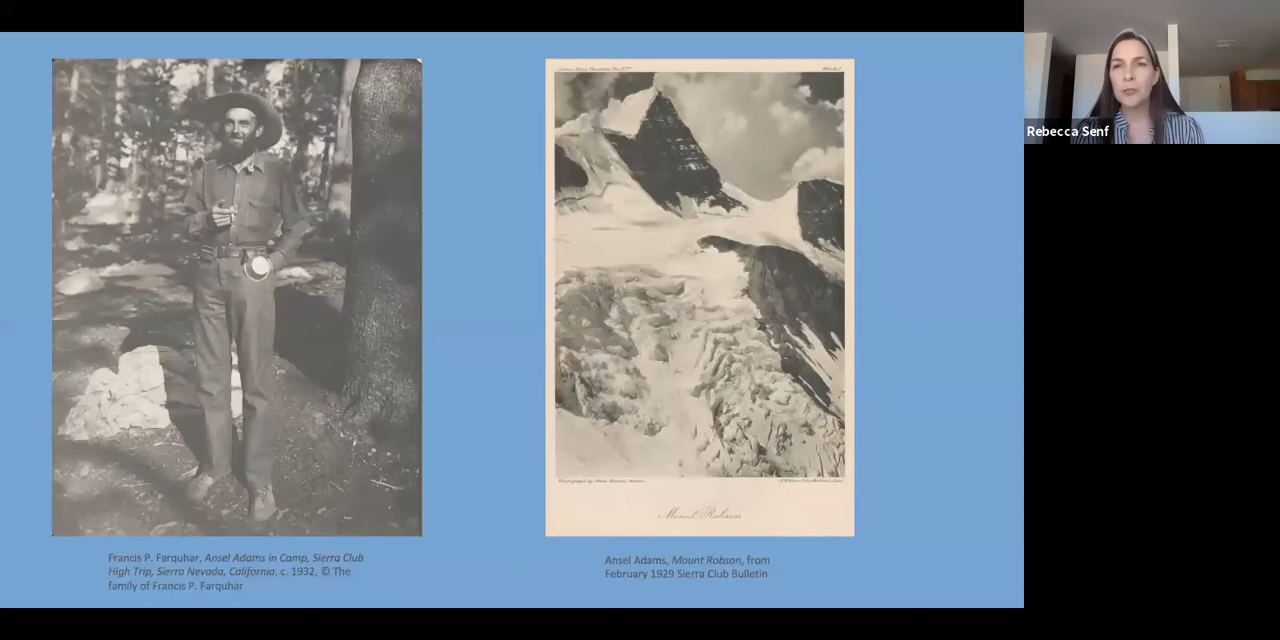 Rebecca Senf
Mount Robson
Francis P. Farquhar, Ansel Adams in Camp, Sierra Club
High Trip, Sierra Nevada, California, c. 1932, © The
family of Francis P. Farquhar
Ansel Adams, Mount Robson, from
February 1929 Sierra Club Bulletin